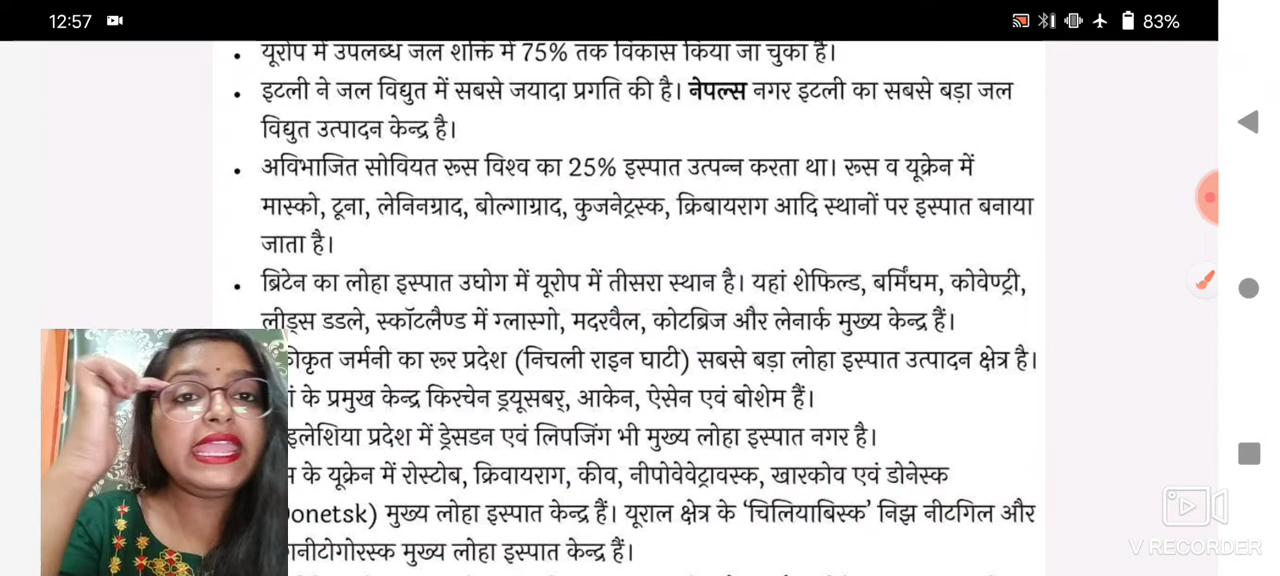 12:57
83%
यूरोप में उपलब्ध जल शक्ति में 75% तक विकास किया जा चुका है।
इटली ने जल विद्युत में सबसे जयादा प्रगति की है। नेपल्स नगर इटली का सबसे बड़ा जल
विद्युत उत्पादन केन्द्र है।
अविभाजित सोवियत रूस विश्व का 25% इस्पात उत्पन्न करता था। रूस व यूक्रेन में
मास्को, टूना, लेनिनग्राद, बोल्गाग्राद, कुजनेट्रस्क, क्रिबायराग आदि स्थानों पर इस्पात बनाया
जाता है।
ब्रिटेन का लोहा इस्पात उघोग में यूरोप में तीसरा स्थान है। यहां शेफिल्ड, बर्मिंघम, कोवेण्ट्री,
लीड्स डडले, स्कॉटलैण्ड में ग्लास्गो, मदरवैल, कोटब्रिज और लेनार्क मुख्य केन्द्र हैं।
जर्मनी का रूर प्रदेश (निचली राइन घाटी) सबसे बड़ा लोहा इस्पात उत्पादन क्षेत्र है।
के प्रमुख केन्द्र किरचेन ड्रयूसबर्, आकेन, ऐसेन एवं बोशेम हैं।
इलेशिया प्रदेश में ड्रेसडन एवं लिपजिंग भी मुख्य लोहा इस्पात नगर है।
के यूक्रेन में रोस्टोब, क्रिवायराग, कीव, नीपोवेवेट्रावस्क, खारकोव एवं डोनेस्क
onetsk) मुख्य लोहा इस्पात केन्द्र हैं। यूराल क्षेत्र के ‘चिलियाबिस्क’ निझ नीटगिल और
गनीटोगोरस्क मुख्य लोहा इस्पात केन्द्र हैं।
V RECORDER